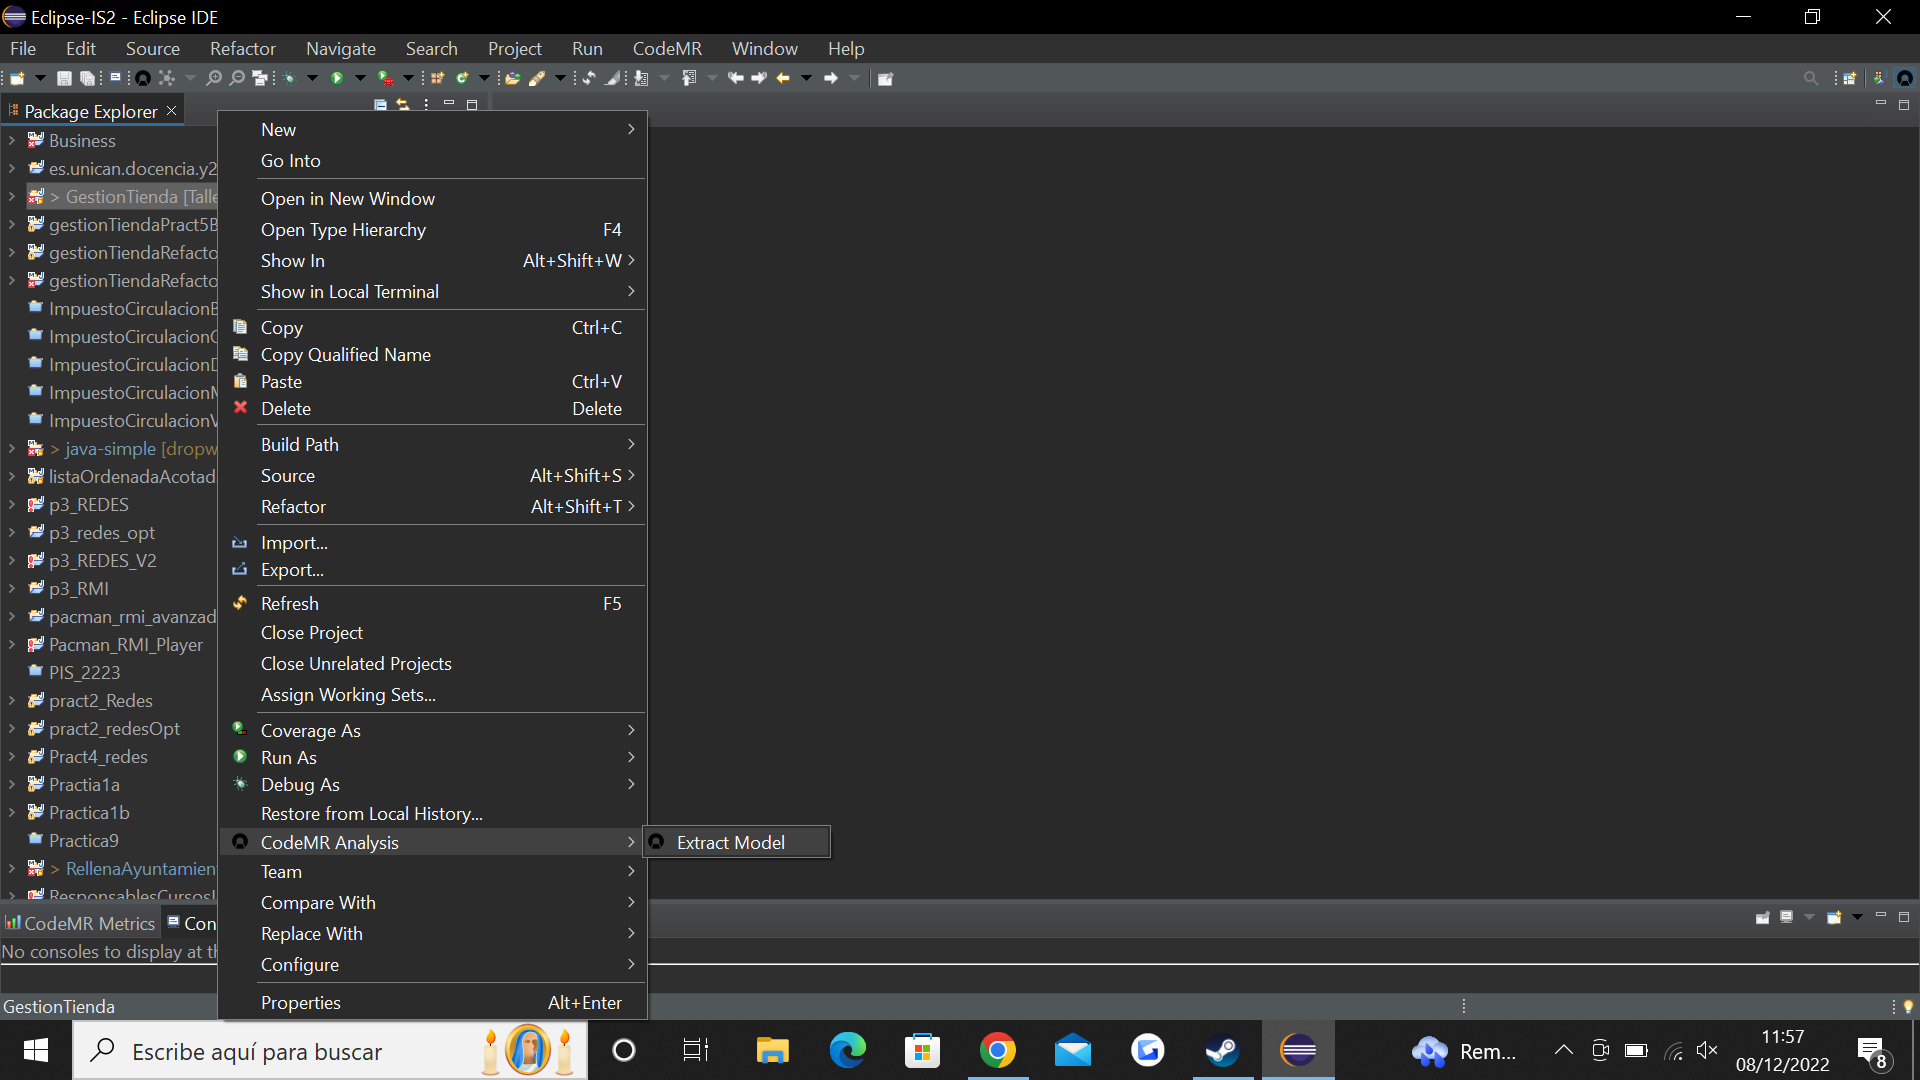 Eclipse-IS2 - Eclipse IDE
File Edit Source Refactor Navigate Search Project Run CodeMR Window Help
Package Explorer
Business
es.unican.docencia.y2
> GestionTienda [Talle
gestionTiendaPract5B
gestionTiendaRefacto
gestionTiendaRefacto
ImpuestoCirculacionB
ImpuestoCirculacion
ImpuestoCirculacionD
ImpuestoCirculacionM
ImpuestoCirculacionV
> java-simple [dropw
listaOrdenadaAcotad
p3_REDES
p3_redes_opt
p3_REDES_V2
p3_RMI
pacman_rmi_avanzad
Pacman_RMI_Player
PIS_2223
pract2_Redes
pract2_redesOpt
Pract4_redes
Practia1a
Practica1b
Practica9
> RellenaAyuntamien
ResponsablesCursosI
New
Go Into
Open in New Window
Open Type Hierarchy F4
Show In Alt+Shift+W
Show in Local Terminal
Copy Ctrl+C
Copy Qualified Name
Paste Ctrl+V
Delete Delete
Build Path
Source Alt+Shift+S
Refactor Alt+Shift+T
Import...
Export...
Refresh F5
Close Project
Close Unrelated Projects
Assign Working Sets...
Coverage As
Run As
Debug As
Restore from Local History...
CodeMR Analysis
Team
Compare With
Replace With
Configure
Properties Alt+Enter
Extract Model
CodeMR Metrics Con
No consoles to display at th
GestionTienda
Escribe aquí para buscar
Rem...
11:57
08/12/2022
8